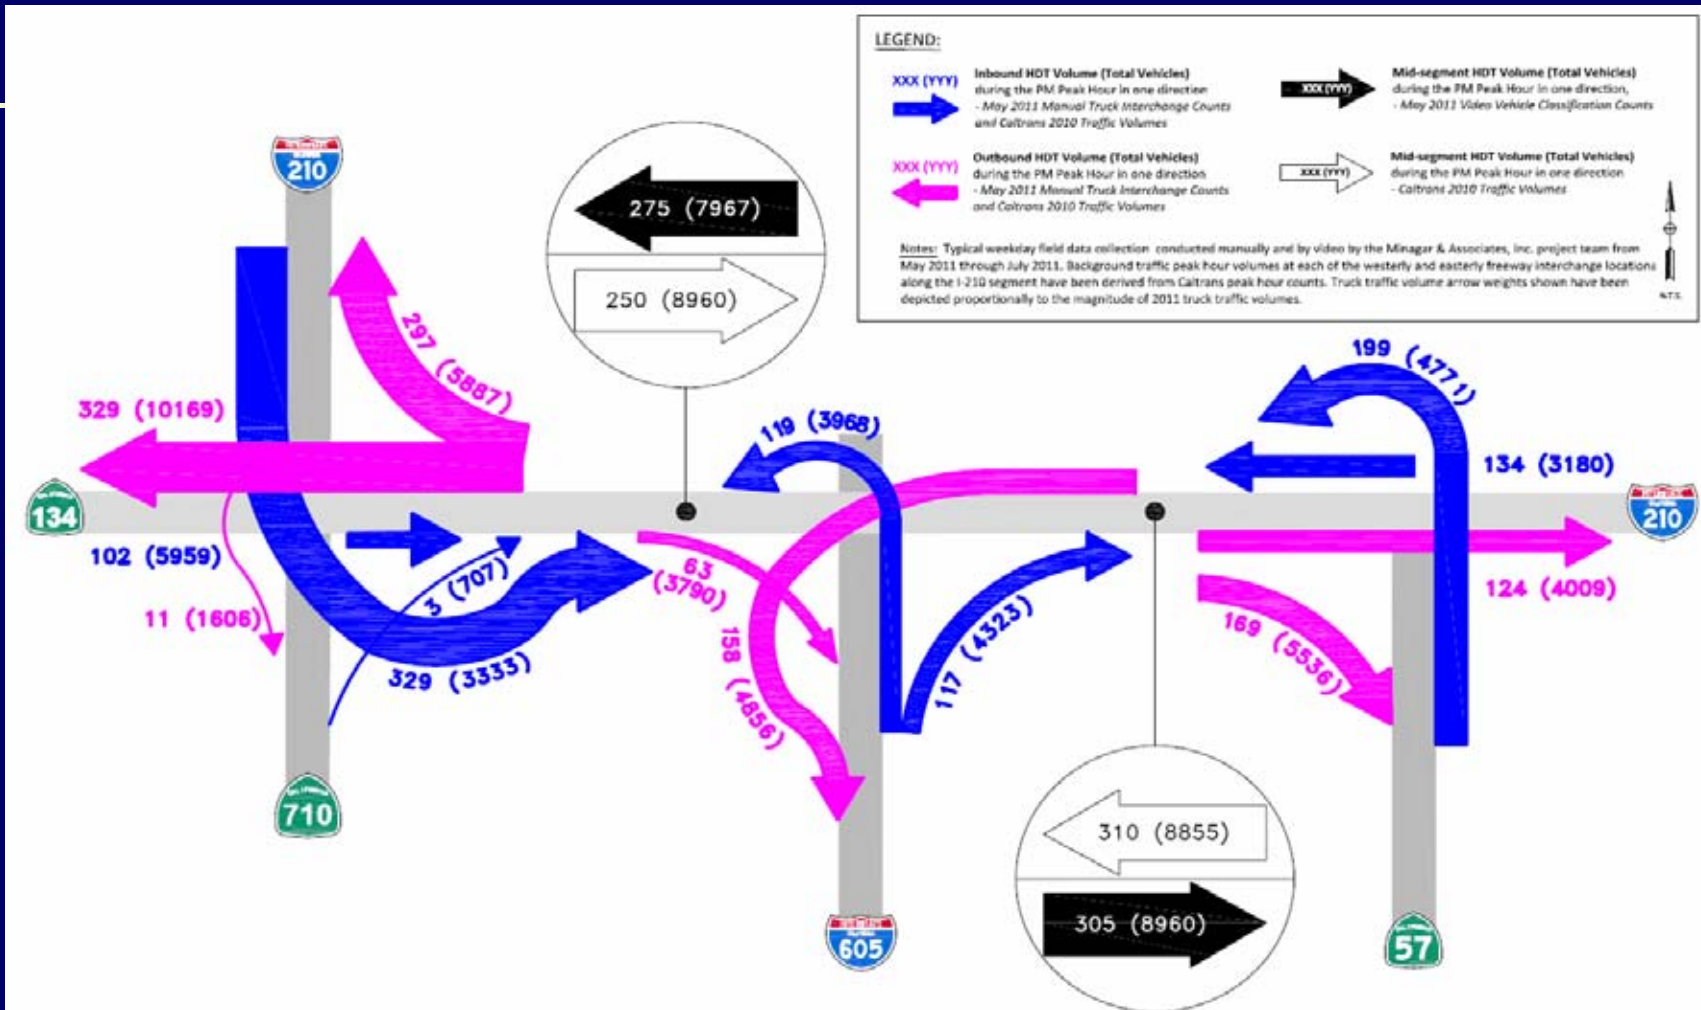 LEGEND:
XXX (YYY)
Inbound HDT Volume (Total Vehicles)
during the PM Peak Hour in one direction
- May 2011 Manual Truck Interchange Counts
and Caltrans 2010 Traffic Volumes
XXX (YYY)
Mid-segment HDT Volume (Total Vehicles)
during the PM Peak Hour in one direction,
- May 2011 Video Vehicle Classification Counts
XXX (YYY)
Outbound HDT Volume (Total Vehicles)
during the PM Peak Hour in one direction
- May 2011 Manual Truck Interchange Counts
and Caltrans 2010 Traffic Volumes
XXX (YYY)
Mid-segment HDT Volume (Total Vehicles)
during the PM Peak Hour in one direction
- Caltrans 2010 Traffic Volumes
Notes: Typical weekday field data collection conducted manually and by video by the Minagar & Associates, Inc. project team from
May 2011 through July 2011. Background traffic peak hour volumes at each of the westerly and easterly freeway interchange locations
along the I-210 segment have been derived from Caltrans peak hour counts. Truck traffic volume arrow weights shown have been
depicted proportionally to the magnitude of 2011 truck traffic volumes.
N.T.S.
210
275 (7967)
250 (8960)
297 (5887)
329 (10169)
119 (3968)
199 (4771)
134 (3180)
134
210
102 (5959)
11 (1606)
3 (707)
329 (3333)
63
(3790)
158 (4856)
117 (4323)
124 (4009)
169 (5536)
710
310 (8855)
305 (8960)
605
57